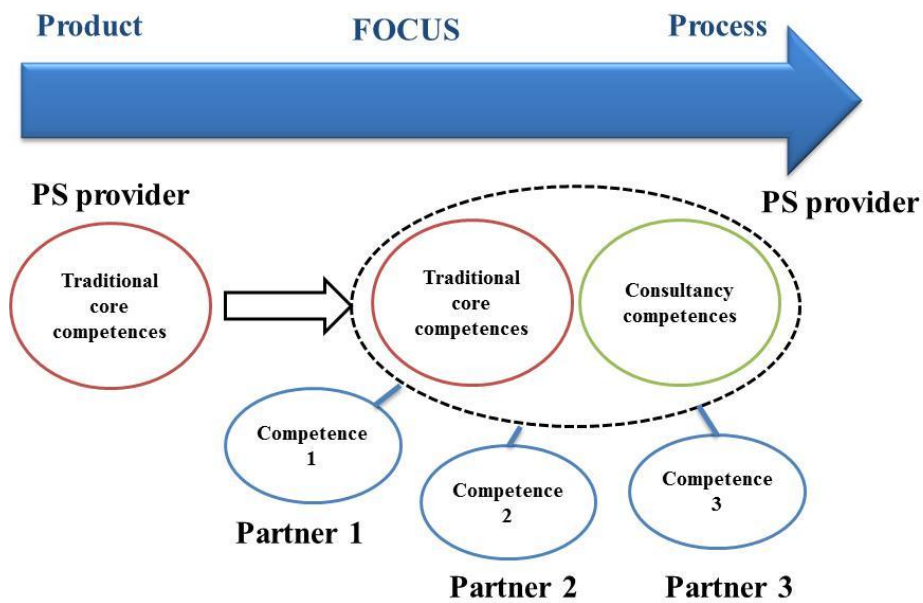 Product FOCUS Process
PS provider
PS provider
Traditional
core
competences
Traditional
core
competences
Consultancy
competences
Competence
1
Competence
2
Competence
3
Partner 1
Partner 2
Partner 3